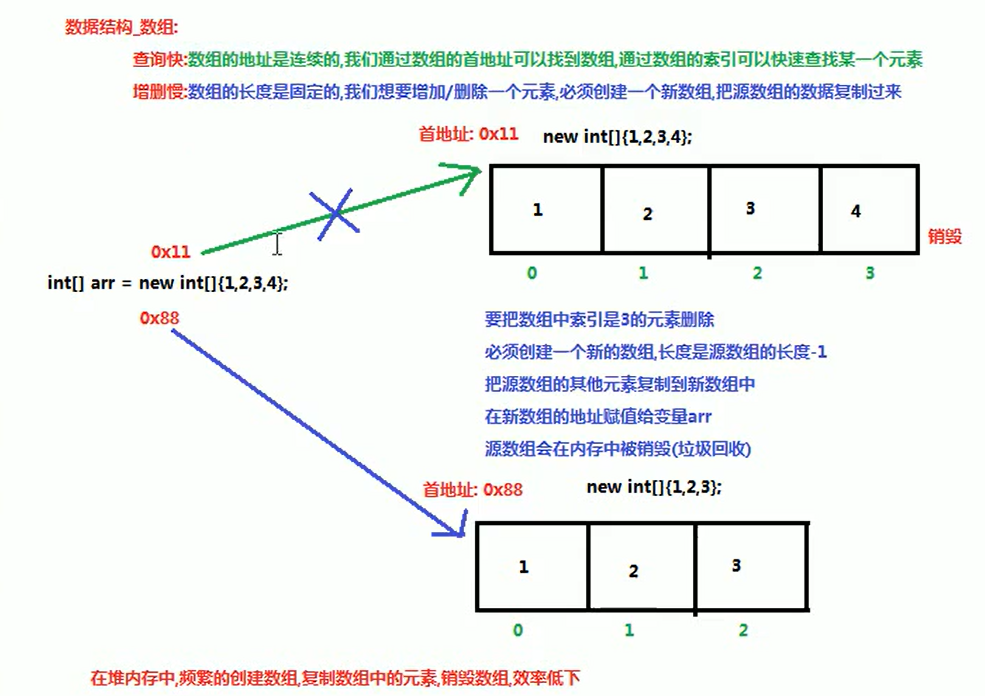 数据结构_数组:
查询快:数组的地址是连续的,我们通过数组的首地址可以找到数组,通过数组的索引可以快速查找某一个元素
增删慢:数组的长度是固定的,我们想要增加/删除一个元素,必须创建一个新数组,把源数组的数据复制过来
首地址: 0x11 new int[]{1,2,3,4};
1 2 3 4
0x11
销毁
0 1 2 3
int[] arr = new int[]{1,2,3,4};
0x88
要把数组中索引是3的元素删除
必须创建一个新的数组,长度是源数组的长度-1
把源数组的其他元素复制到新数组中
在新数组的地址赋值给变量arr
源数组会在内存中被销毁(垃圾回收)
首地址: 0x88 new int[]{1,2,3};
1 2 3
0 1 2
在堆内存中,频繁的创建数组,复制数组中的元素,销毁数组,效率低下